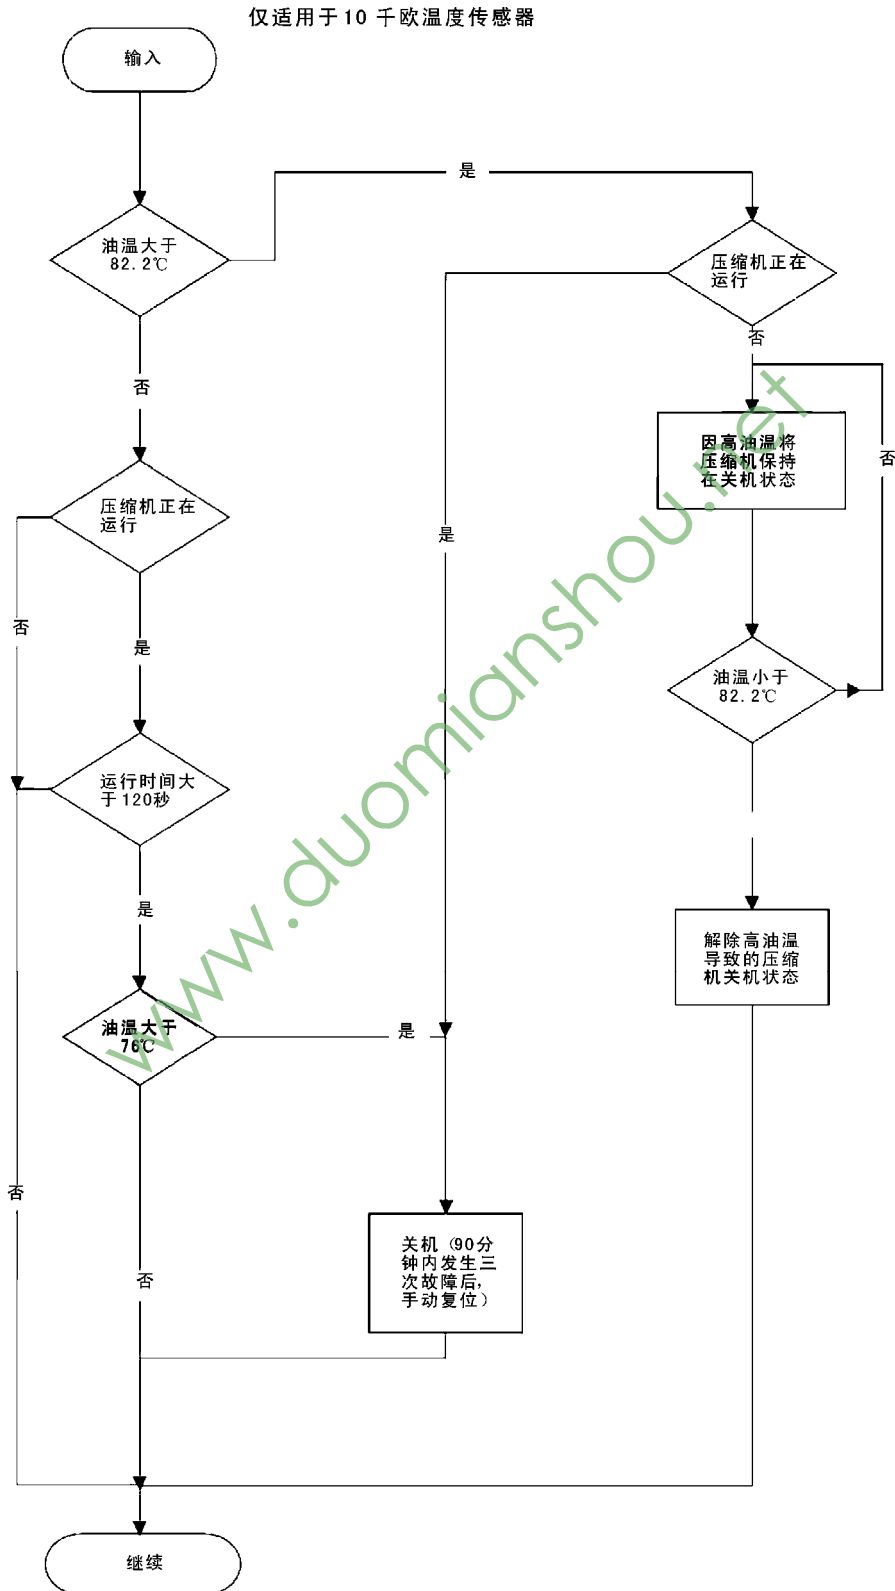 仅适用于10 千欧温度传感器
输入
是
油温大于
82.2℃
压缩机正在
运行
否
否
因高油温将
压缩机保持
在关机状态
否
压缩机正在
运行
是
否
是
油温小于
82.2℃
运行时间大
于120秒
是
解除高油温
导致的压缩
机关机状态
油温大于
76℃
是
否
关机（90分
钟内发生三
次故障后，
手动复位）
否
继续
www.duomianshou.net